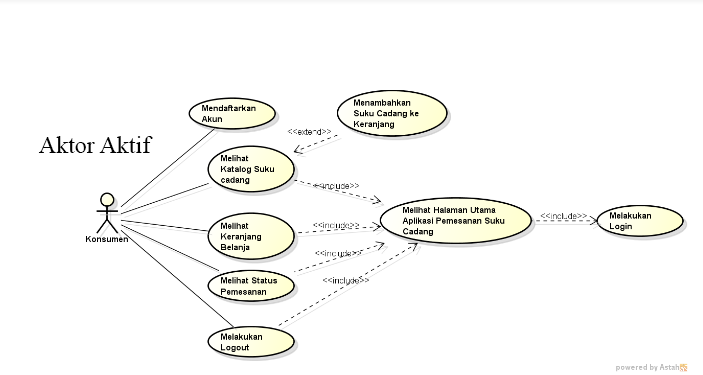 Mendaftarkan
Akun
Menambahkan
Suku Cadang ke
Keranjang
<<extend>>
Aktor Aktif
Melihat
Katalog Suku
cadang
<<include>>
Konsumen
Melihat
Keranjang
Belanja
<<include>>
Melihat Halaman Utama
Aplikasi Pemesanan Suku
Cadang
<<include>>
Melakukan
Login
<<include>>
Melihat Status
Pemesanan
<<include>>
Melakukan
Logout
powered by Astah